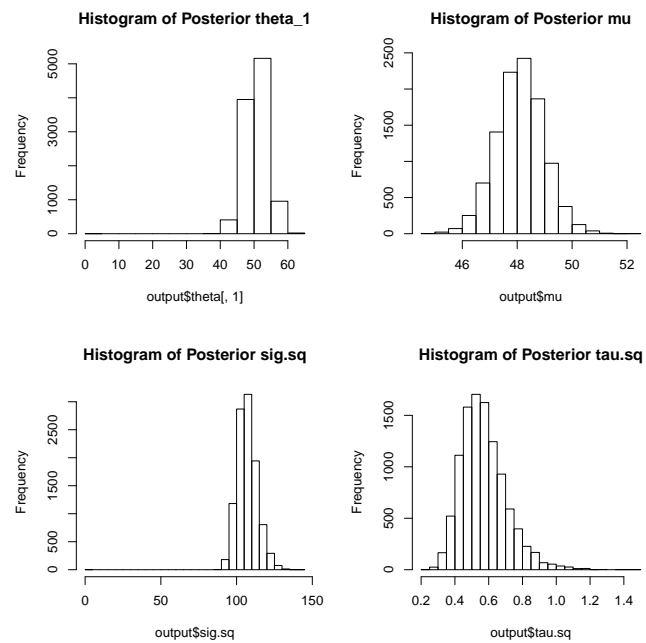 Histogram of Posterior theta_1
Frequency
5000
3000
1000
0
0 10 20 30 40 50 60
output$theta[, 1]
Histogram of Posterior mu
Frequency
2500
1500
500
0
46 48 50 52
output$mu
Histogram of Posterior sig.sq
Frequency
2500
1500
500
0
0 50 100 150
output$sig.sq
Histogram of Posterior tau.sq
Frequency
1500
1000
500
0
0.2 0.4 0.6 0.8 1.0 1.2 1.4
output$tau.sq